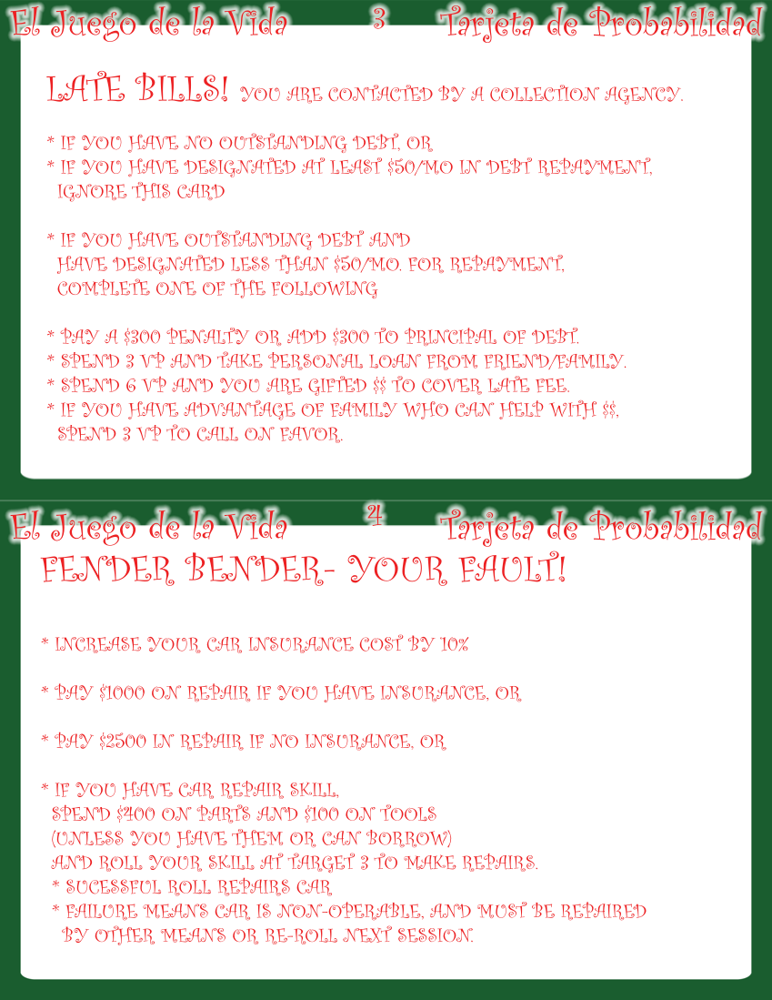 El Juego de la Vida 3 Tarjeta de Probabilidad
LATE BILLS! YOU ARE CONTACTED BY A COLLECTION AGENCY.
* IF YOU HAVE NO OUTSTANDING DEBT, OR
* IF YOU HAVE DESIGNATED AT LEAST $50/MO IN DEBT REPAYMENT,
IGNORE THIS CARD
* IF YOU HAVE OUTSTANDING DEBT AND
HAVE DESIGNATED LESS THAN $50/MO. FOR REPAYMENT,
COMPLETE ONE OF THE FOLLOWING
* PAY A $300 PENALTY OR ADD $300 TO PRINCIPAL OF DEBT.
* SPEND 3 VP AND TAKE PERSONAL LOAN FROM FRIEND/FAMILY.
* SPEND 6 VP AND YOU ARE GIFTED $$ TO COVER LATE FEE.
* IF YOU HAVE ADVANTAGE OF FAMILY WHO CAN HELP WITH $$,
SPEND 3 VP TO CALL ON FAVOR.
El Juego de la Vida 4 Tarjeta de Probabilidad
FENDER BENDER- YOUR FAULT!
* INCREASE YOUR CAR INSURANCE COST BY 10%
* PAY $1000 ON REPAIR IF YOU HAVE INSURANCE, OR
* PAY $2500 IN REPAIR IF NO INSURANCE, OR
* IF YOU HAVE CAR REPAIR SKILL,
SPEND $400 ON PARTS AND $100 ON TOOLS
(UNLESS YOU HAVE THEM OR CAN BORROW)
AND ROLL YOUR SKILL AT TARGET 3 TO MAKE REPAIRS.
* SUCESSFUL ROLL REPAIRS CAR
* FAILURE MEANS CAR IS NON-OPERABLE, AND MUST BE REPAIRED
BY OTHER MEANS OR RE-ROLL NEXT SESSION.